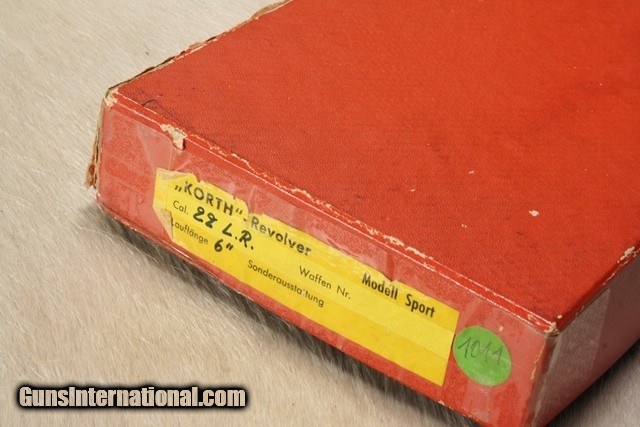 „KORTH“-Revolver
Modell Sport
Cal. 22 L.R.
Waffen Nr.
Lauflänge 6"
Sonderausstattung
1011
GunsInternational.com